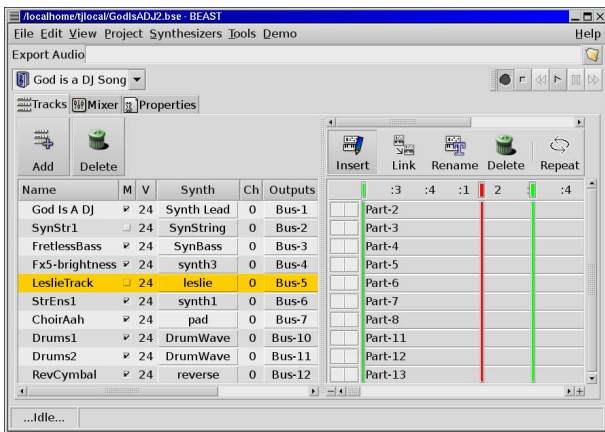 /localhome/tjlocal/GodIsADJ2.bse - BEAST
File Edit View Project Synthesizers Tools Demo Help
Export Audio
God is a DJ Song
Tracks Mixer Properties
Add Delete
Insert Link Rename Delete Repeat
Name M V Synth Ch Outputs :3 :4 :1 2 :4
God Is A DJ 24 Synth Lead 0 Bus-1 Part-2
SynStr1 24 SynString 0 Bus-2 Part-3
FretlessBass 24 SynBass 0 Bus-3 Part-4
Fx5-brightness 24 synth3 0 Bus-4 Part-5
LeslieTrack 24 leslie 0 Bus-5 Part-6
StrEns1 24 synth1 0 Bus-6 Part-7
ChoirAah 24 pad 0 Bus-7 Part-8
Drums1 24 DrumWave 0 Bus-10 Part-11
Drums2 24 DrumWave 0 Bus-11 Part-12
RevCymbal 24 reverse 0 Bus-12 Part-13
...Idle...